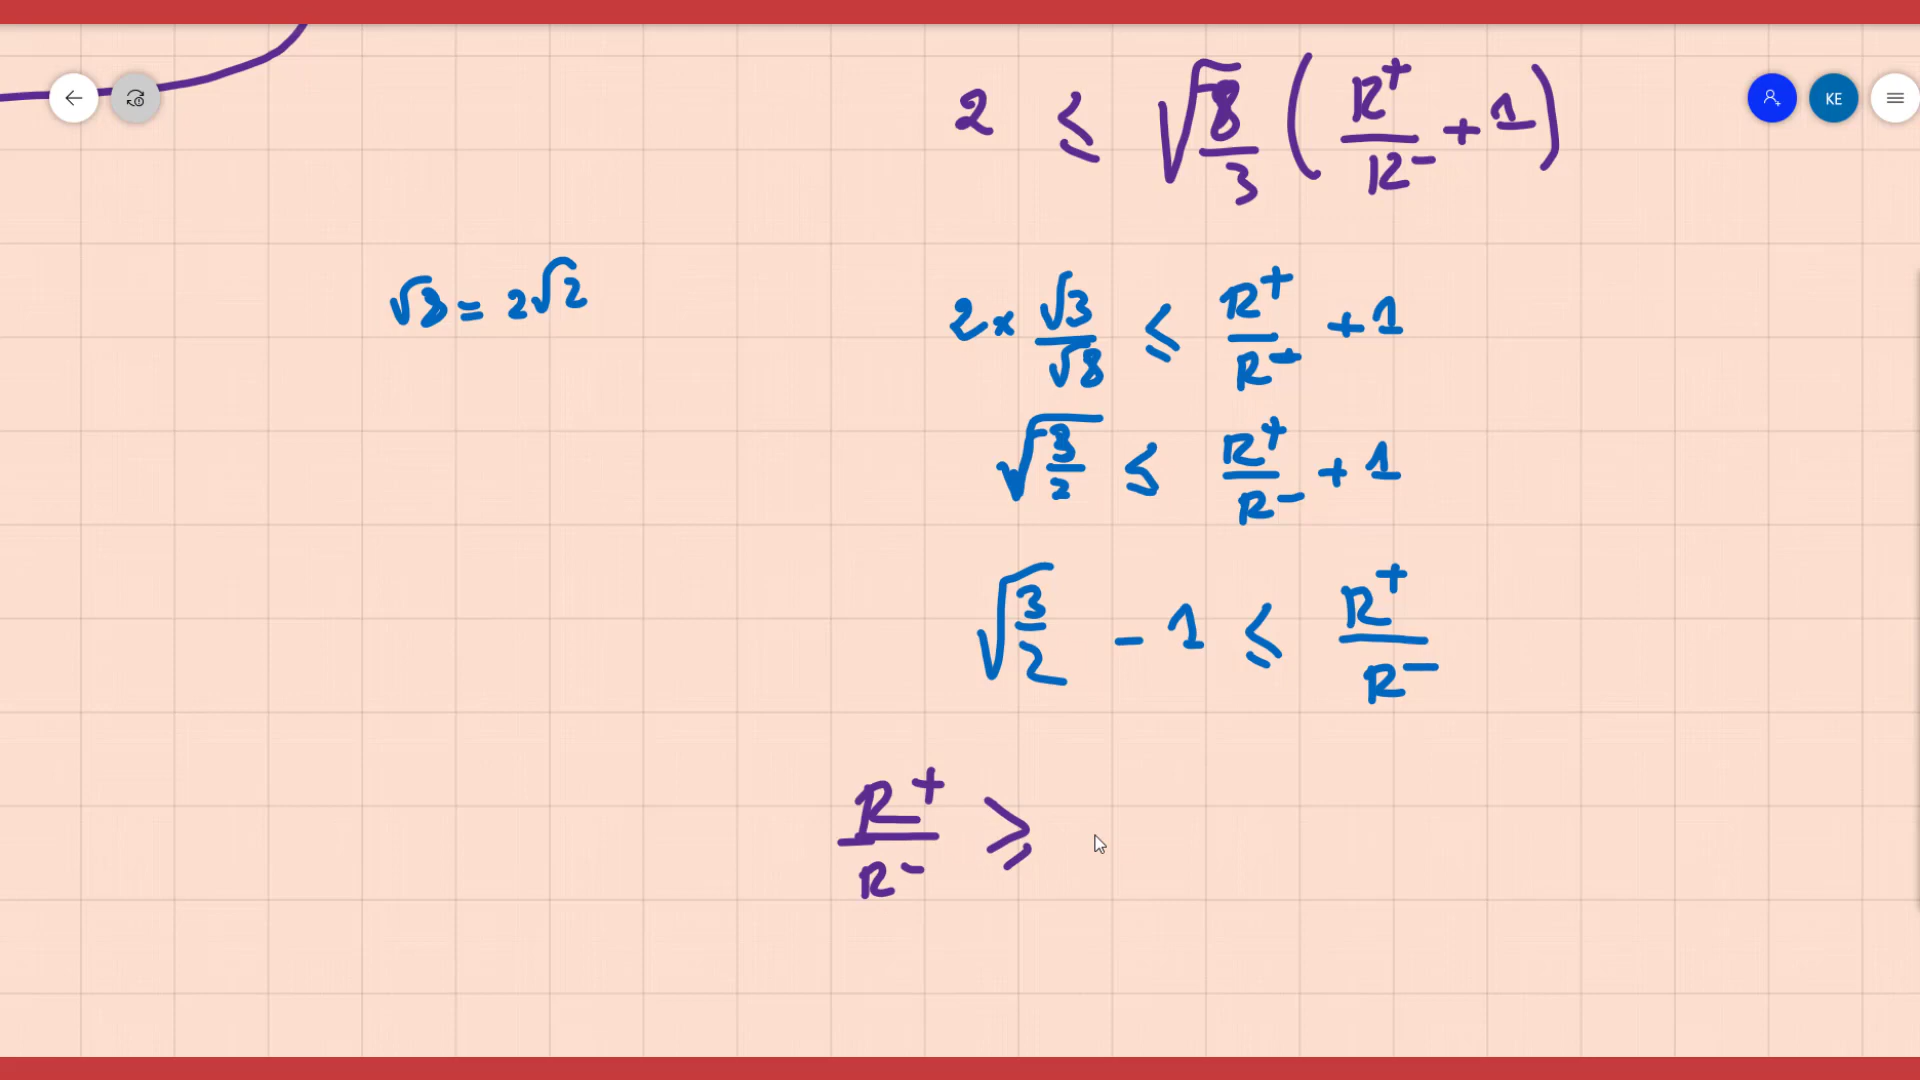 2 ≤ √8/3 (R⁺/R⁻ + 1)
KE
√8 = 2√2
2 × √3/√8 ≤ R⁺/R⁺ + 1
√(3/2) ≤ R⁺/R⁻ + 1
√(3/2) - 1 ≤ R⁺/R⁻
R⁺/R⁻ ≥